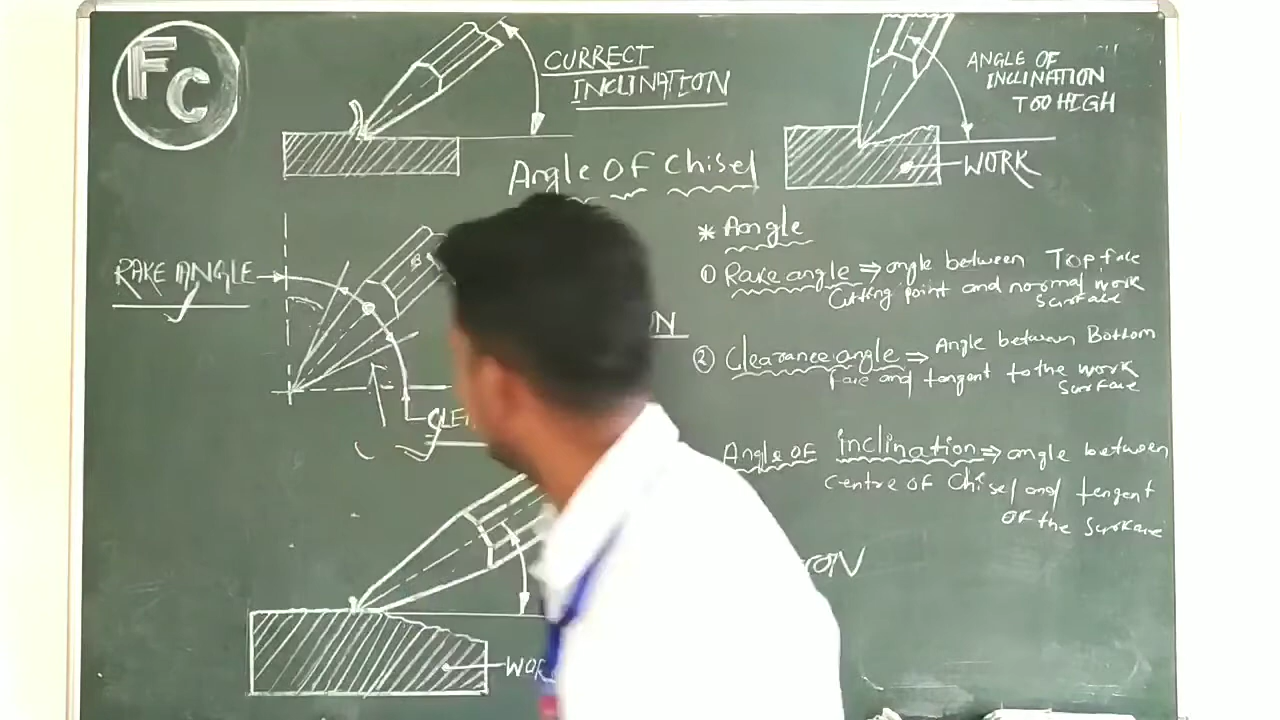 FC
CURRECT
INCLINATION
ANGLE OF
INCLINATION
TOO HIGH
WORK
Angle OF Chisel
RAKE ANGLE
B
* Angle
① Rake angle ⇒ angle between Top face
Cutting point and normal work
surface
② Clearance angle ⇒ Angle between Bottom
face and tangent to the work
surface
Angle OF inclination ⇒ angle between
centre OF Chisel and tengent
OF the surface